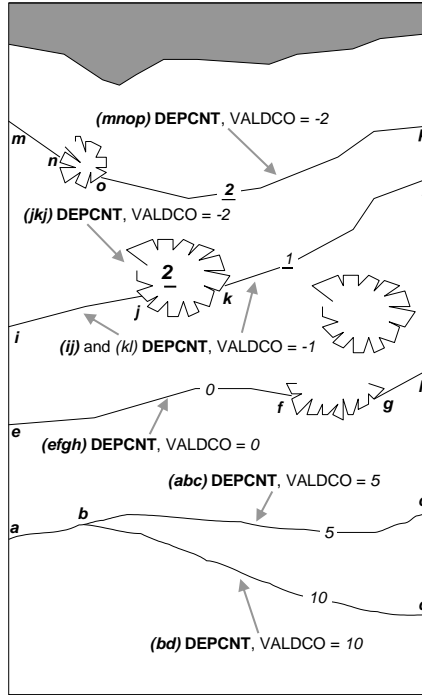 (mnop) DEPCNT, VALDCO = -2
m
n
o
2
(jkj) DEPCNT, VALDCO = -2
1
2
k
j
i
(ij) and (kl) DEPCNT, VALDCO = -1
0
f
g
e
(efgh) DEPCNT, VALDCO = 0
(abc) DEPCNT, VALDCO = 5
b
a
5
10
(bd) DEPCNT, VALDCO = 10